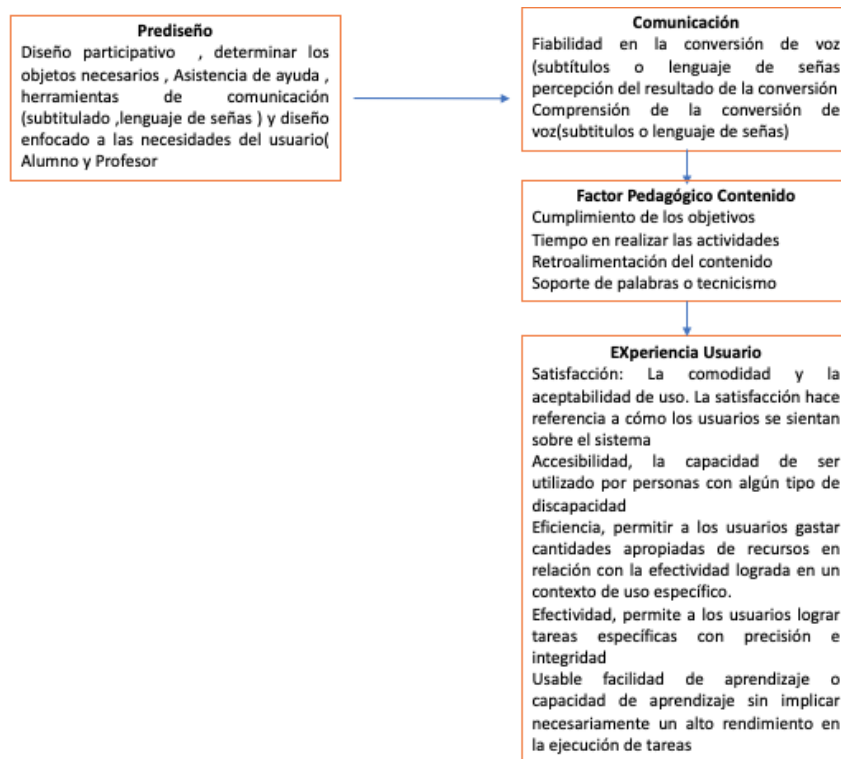 Prediseño
Diseño participativo , determinar los
objetos necesarios , Asistencia de ayuda ,
herramientas de comunicación
(subtitulado ,lenguaje de señas ) y diseño
enfocado a las necesidades del usuario(
Alumno y Profesor
Comunicación
Fiabilidad en la conversión de voz
(subtítulos o lenguaje de señas
percepción del resultado de la conversión
Comprensión de la conversión de
voz(subtitulos o lenguaje de señas)
Factor Pedagógico Contenido
Cumplimiento de los objetivos
Tiempo en realizar las actividades
Retroalimentación del contenido
Soporte de palabras o tecnicismo
EXperiencia Usuario
Satisfacción: La comodidad y la
aceptabilidad de uso. La satisfacción hace
referencia a cómo los usuarios se sientan
sobre el sistema
Accesibilidad, la capacidad de ser
utilizado por personas con algún tipo de
discapacidad
Eficiencia, permitir a los usuarios gastar
cantidades apropiadas de recursos en
relación con la efectividad lograda en un
contexto de uso específico.
Efectividad, permite a los usuarios lograr
tareas específicas con precisión e
integridad
Usable facilidad de aprendizaje o
capacidad de aprendizaje sin implicar
necesariamente un alto rendimiento en
la ejecución de tareas